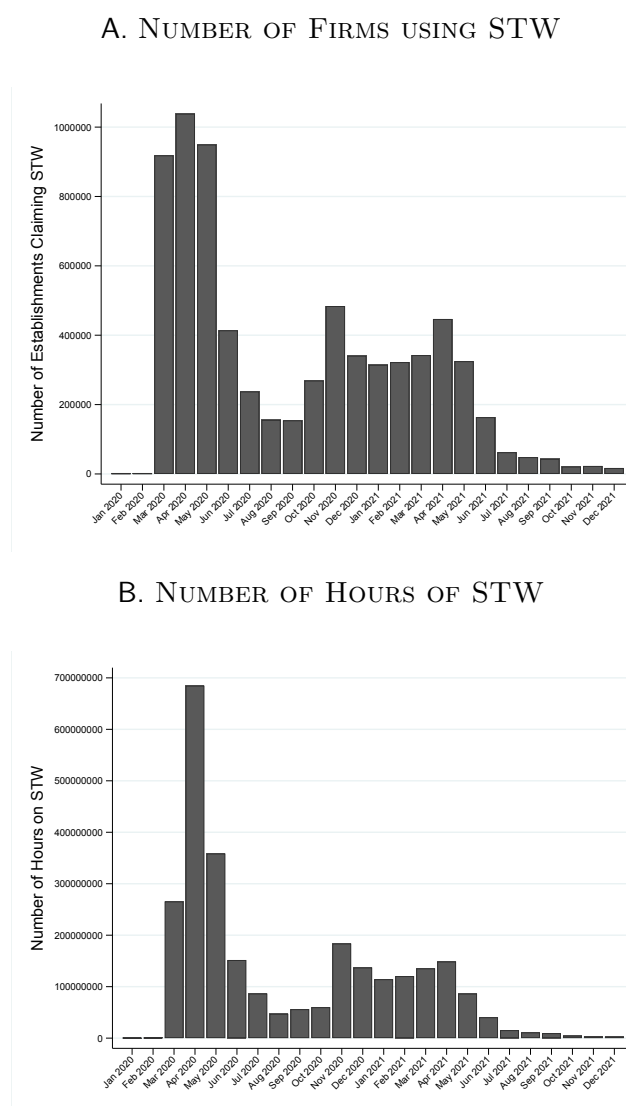 A. Number of Firms using STW
Number of Establishments Claiming STW
1000000
800000
600000
400000
200000
0
Jan 2020
Feb 2020
Mar 2020
Apr 2020
May 2020
Jun 2020
Jul 2020
Aug 2020
Sep 2020
Oct 2020
Nov 2020
Dec 2020
Jan 2021
Feb 2021
Mar 2021
Apr 2021
May 2021
Jun 2021
Jul 2021
Aug 2021
Sep 2021
Oct 2021
Nov 2021
Dec 2021
B. Number of Hours of STW
Number of Hours on STW
700000000
600000000
500000000
400000000
300000000
200000000
100000000
0
Jan 2020
Feb 2020
Mar 2020
Apr 2020
May 2020
Jun 2020
Jul 2020
Aug 2020
Sep 2020
Oct 2020
Nov 2020
Dec 2020
Jan 2021
Feb 2021
Mar 2021
Apr 2021
May 2021
Jun 2021
Jul 2021
Aug 2021
Sep 2021
Oct 2021
Nov 2021
Dec 2021